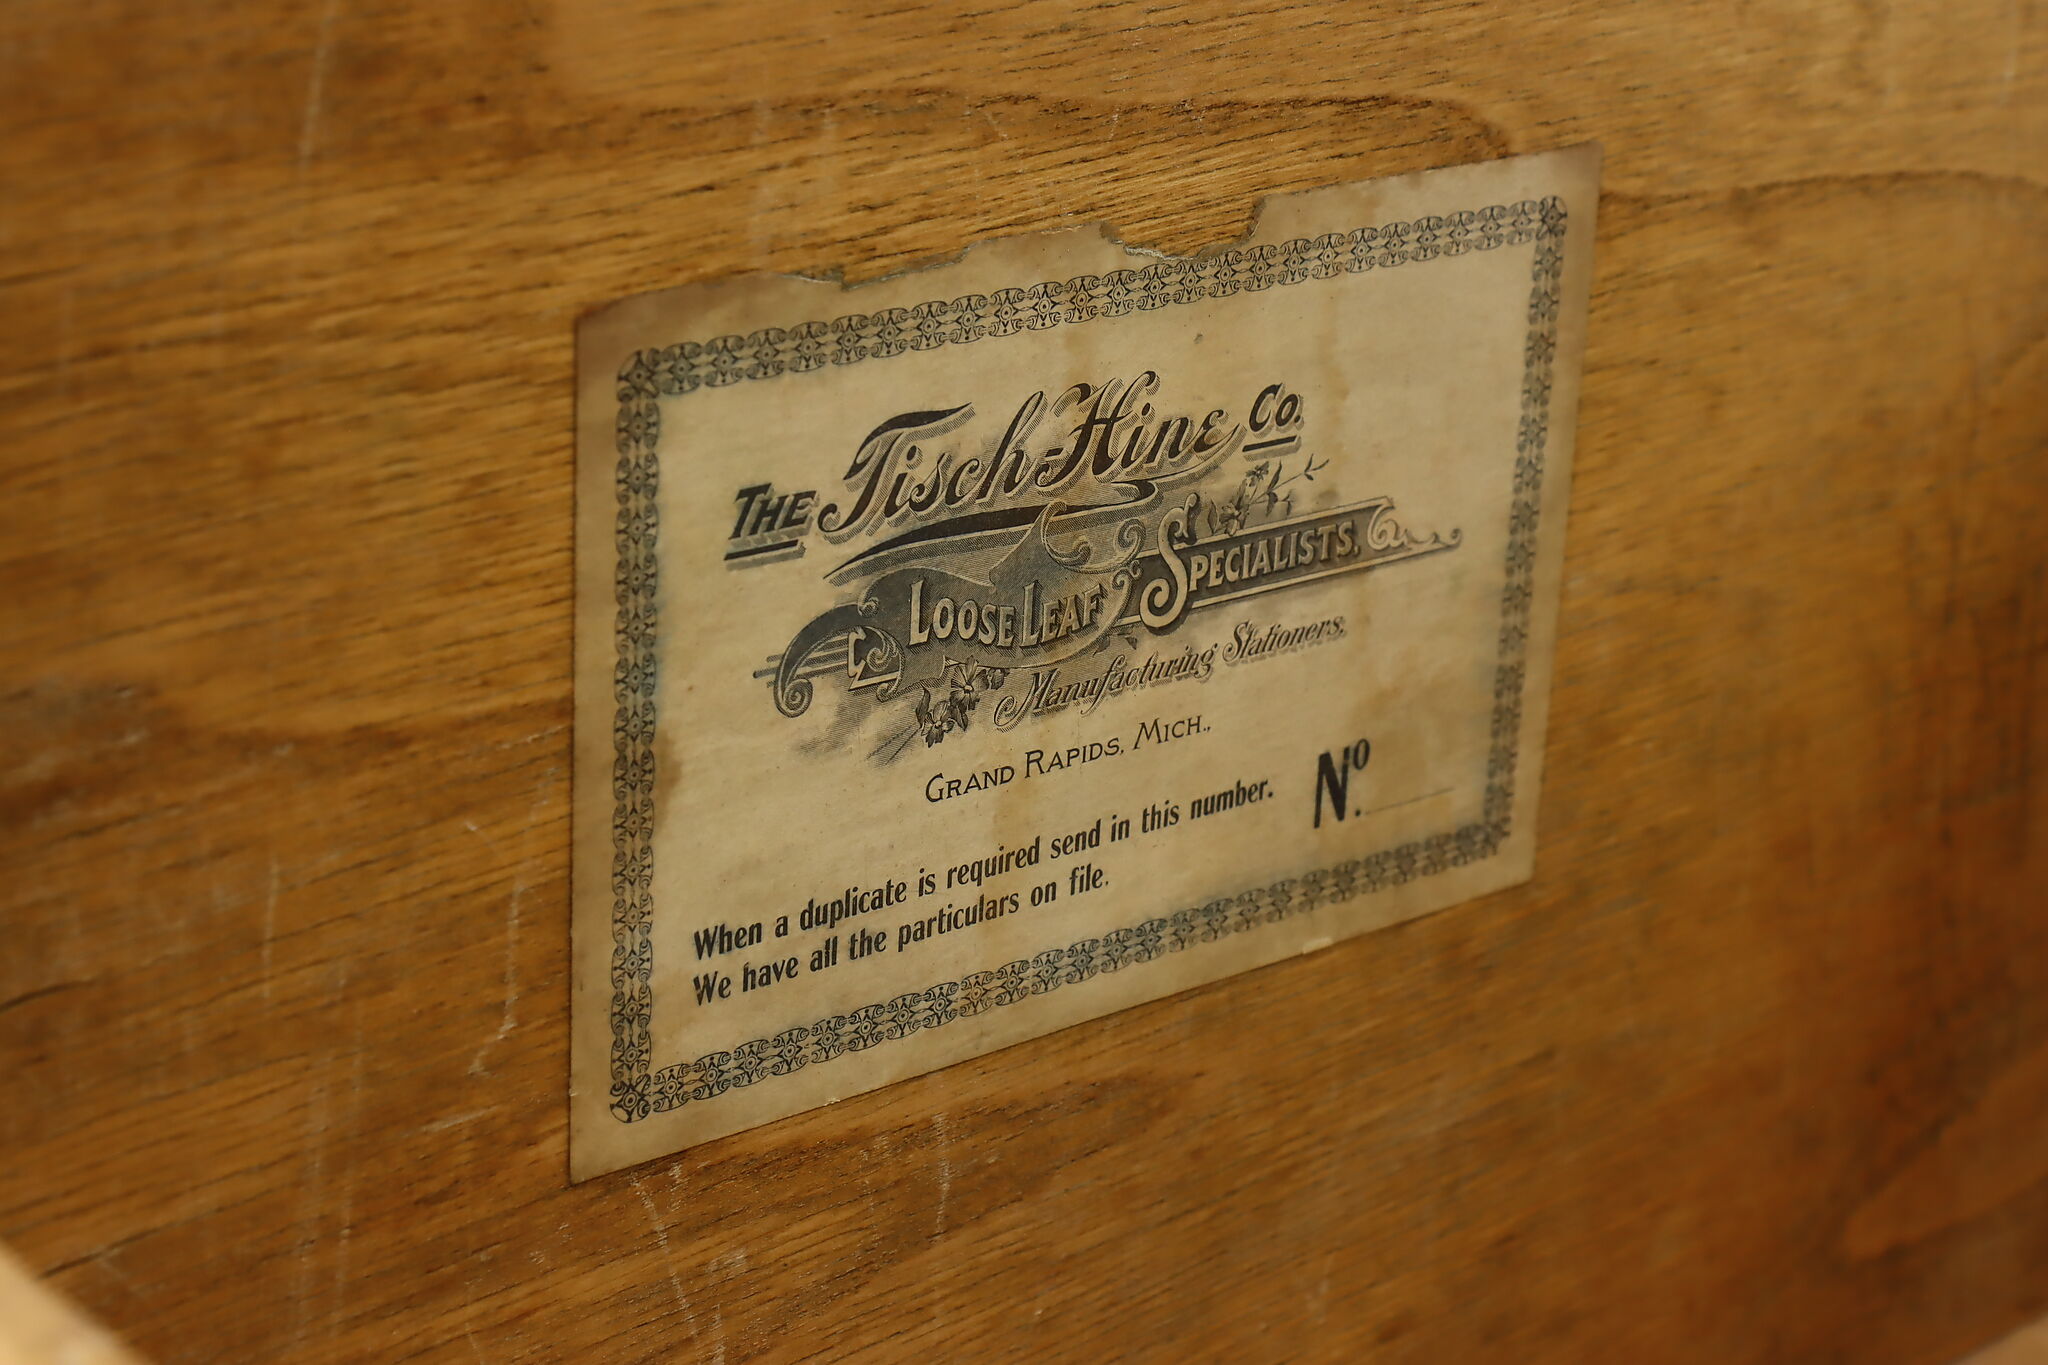 THE Tisch-Hine Co.
LOOSE LEAF SPECIALISTS,
Manufacturing Stationers,
GRAND RAPIDS, MICH.,
When a duplicate is required send in this number. No.
We have all the particulars on file.